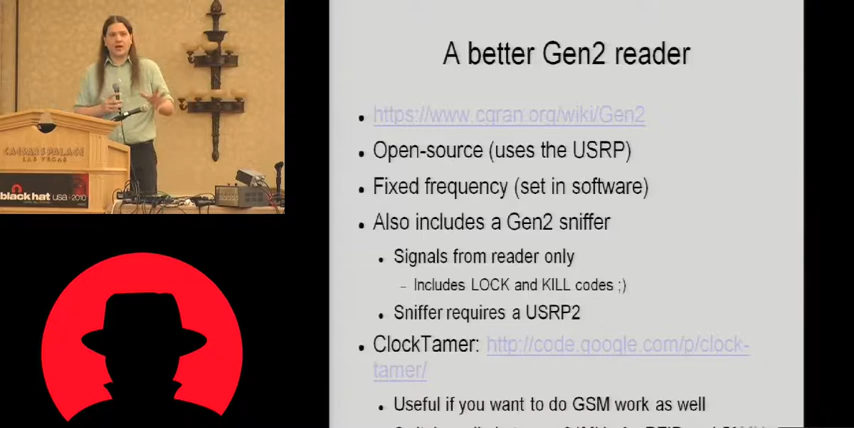 CAESARS PALACE
LAS VEGAS
black hat usa - 2010
A better Gen2 reader
• https://www.cgran.org/wiki/Gen2
• Open-source (uses the USRP)
• Fixed frequency (set in software)
• Also includes a Gen2 sniffer
• Signals from reader only
– Includes LOCK and KILL codes ;)
• Sniffer requires a USRP2
• ClockTamer: http://code.google.com/p/clock-
tamer/
• Useful if you want to do GSM work as well